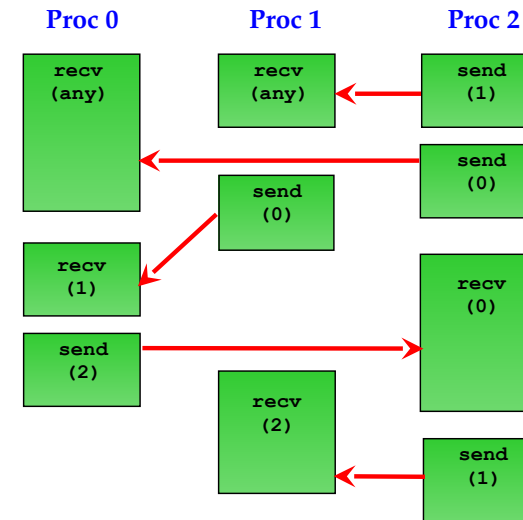 Proc 0 Proc 1 Proc 2
recv
(any)
recv
(any)
send
(1)
send
(0)
send
(0)
recv
(1)
recv
(0)
send
(2)
recv
(2)
send
(1)